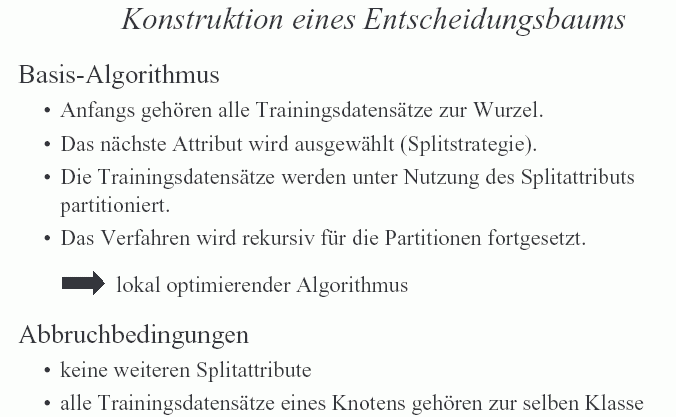 Konstruktion eines Entscheidungsbaums
Basis-Algorithmus
• Anfangs gehören alle Trainingsdatensätze zur Wurzel.
• Das nächste Attribut wird ausgewählt (Splitstrategie).
• Die Trainingsdatensätze werden unter Nutzung des Splitattributs
partitioniert.
• Das Verfahren wird rekursiv für die Partitionen fortgesetzt.
lokal optimierender Algorithmus
Abbruchbedingungen
• keine weiteren Splitattribute
• alle Trainingsdatensätze eines Knotens gehören zur selben Klasse